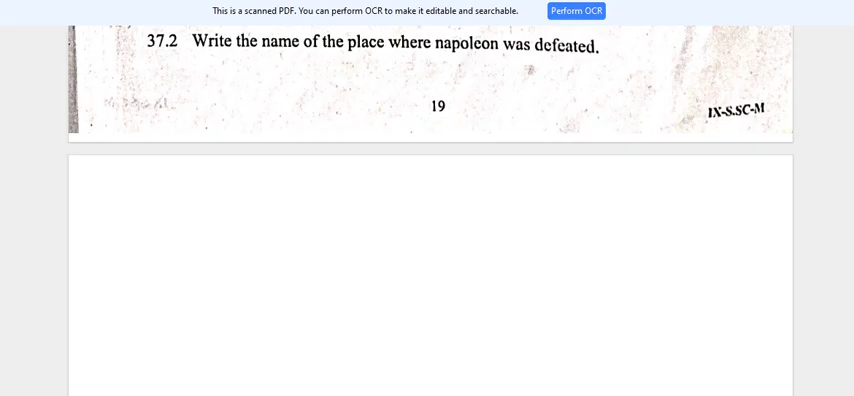 This is a scanned PDF. You can perform OCR to make it editable and searchable. Perform OCR
37.2 Write the name of the place where napoleon was defeated.
19
IX-S.SC-M